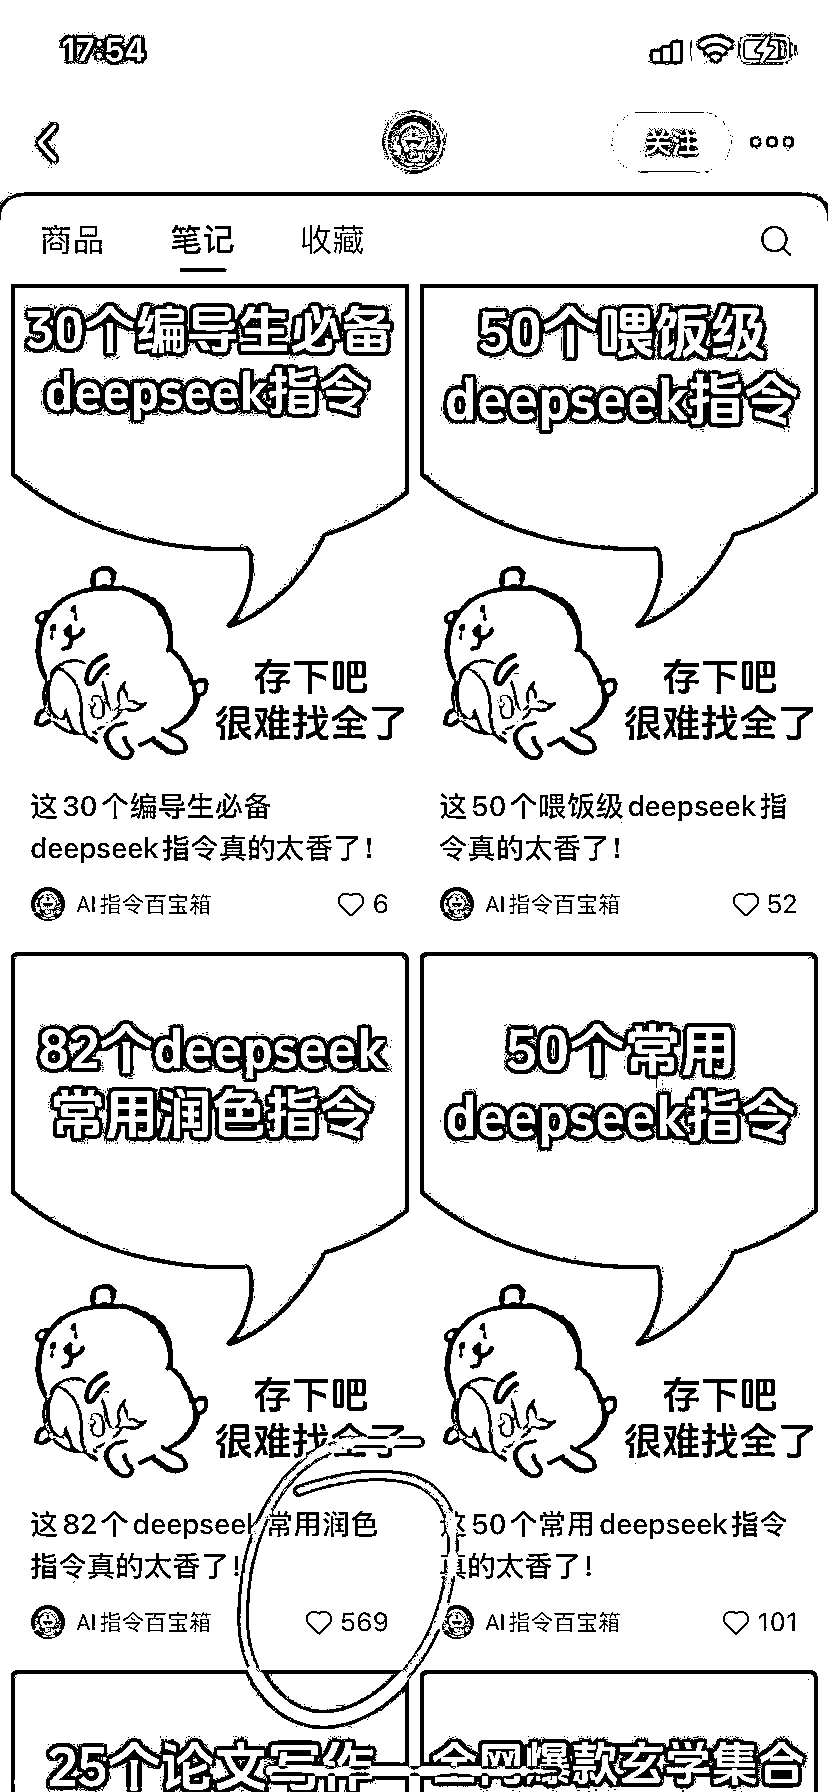 17:54
关注
商品 笔记 收藏
30个编导生必备
deepseek指令
存下吧
很难找全了
这30个编导生必备
deepseek指令真的太香了!
AI指令百宝箱 6
50个喂饭级
deepseek指令
存下吧
很难找全了
这50个喂饭级deepseek指
令真的太香了!
AI指令百宝箱 52
82个deepseek
常用润色指令
存下吧
很难找全了
这82个deepseek常用润色
指令真的太香了!
AI指令百宝箱 569
50个常用
deepseek指令
存下吧
很难找全了
这50个常用deepseek指令
真的太香了!
AI指令百宝箱 101
25个论文写作
全网爆款玄学集合